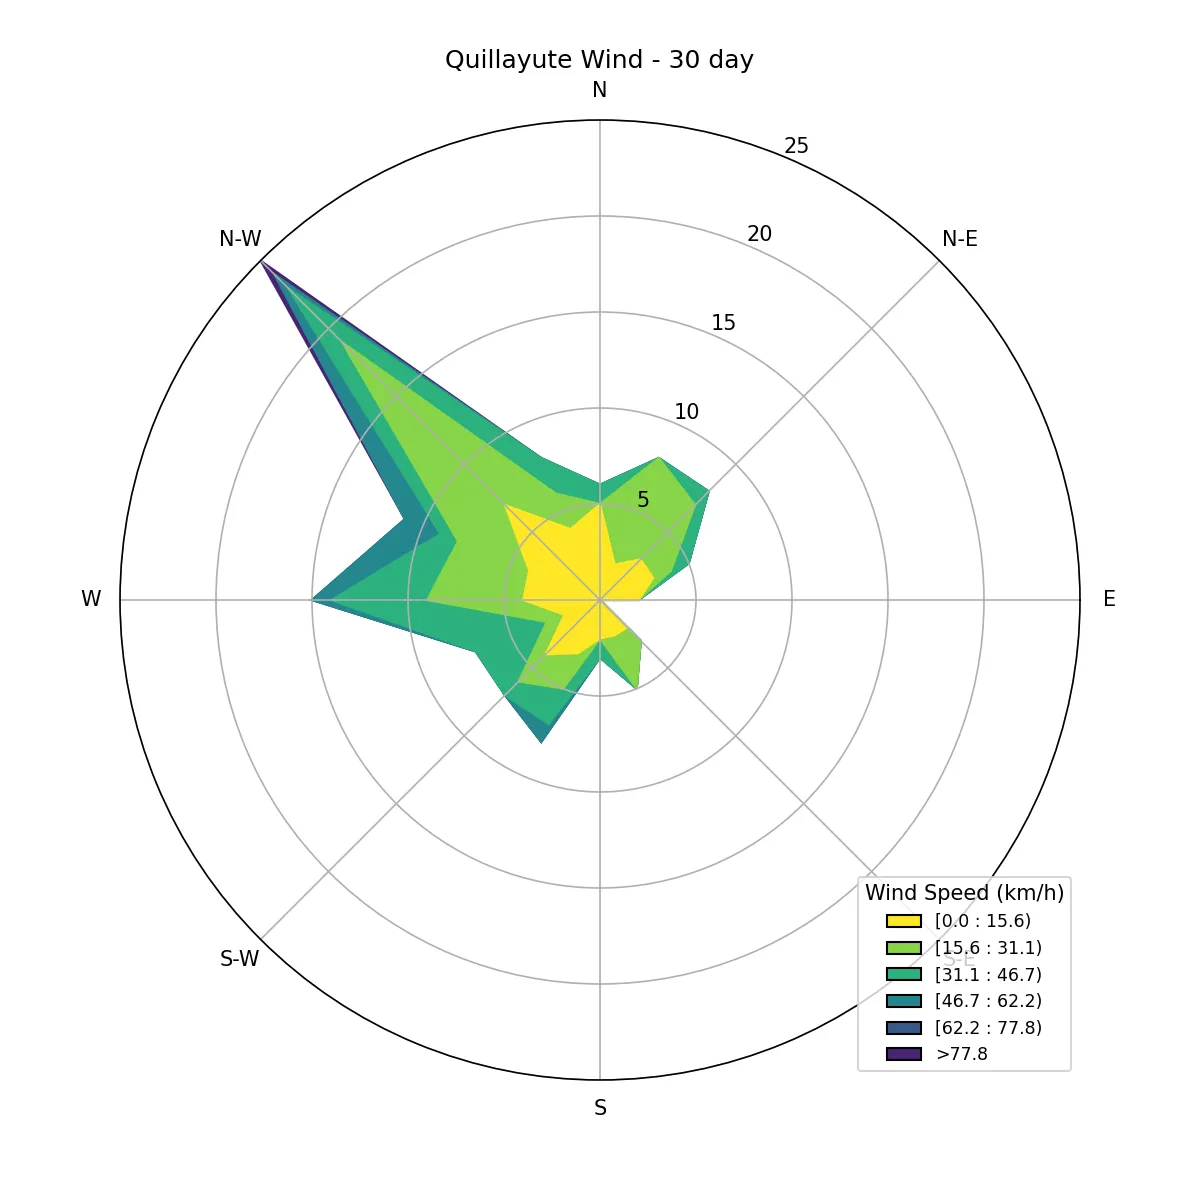 Quillayute Wind - 30 day
N
25
N-W
20
N-E
15
10
5
W
E
S-W
S-E
S
Wind Speed (km/h)
[0.0 : 15.6)
[15.6 : 31.1)
[31.1 : 46.7)
[46.7 : 62.2)
[62.2 : 77.8)
>77.8